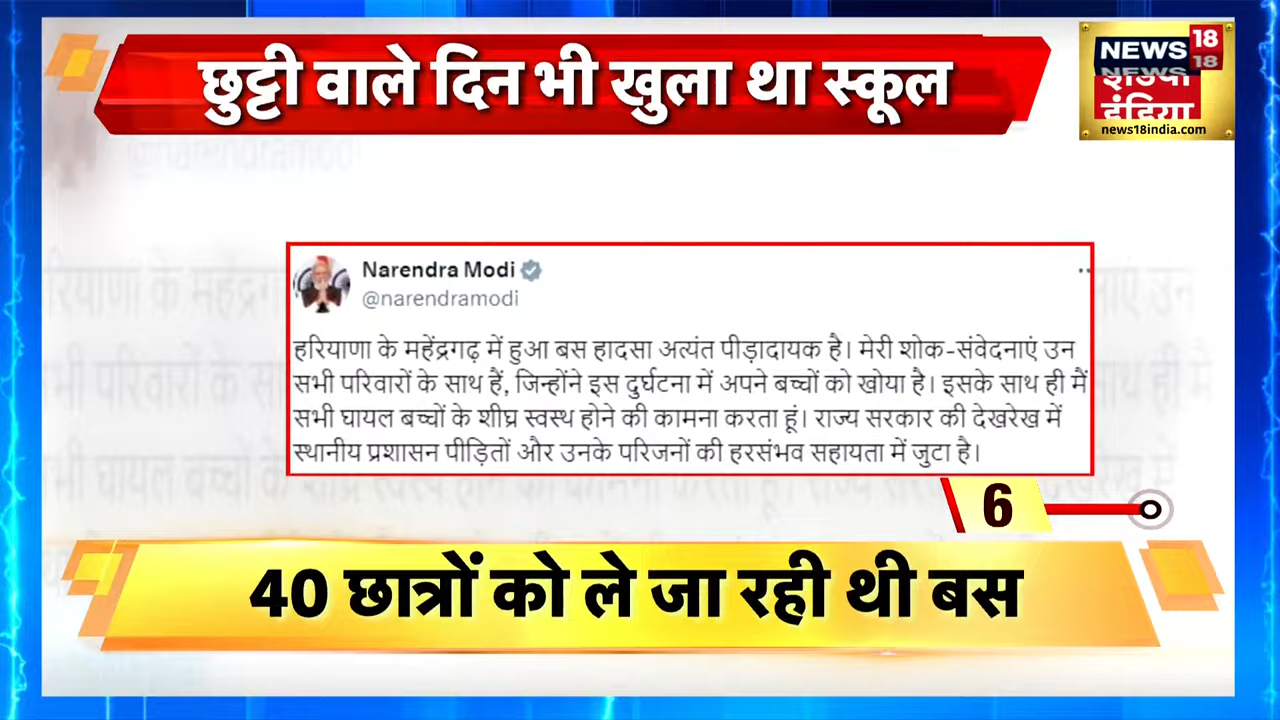 छुट्टी वाले दिन भी खुला था स्कूल
NEWS 18
इंडिया
news18india.com
Narendra Modi
@narendramodi
हरियाणा के महेंद्रगढ़ में हुआ बस हादसा अत्यंत पीड़ादायक है। मेरी शोक-संवेदनाएं उन
सभी परिवारों के साथ हैं, जिन्होंने इस दुर्घटना में अपने बच्चों को खोया है। इसके साथ ही मैं
सभी घायल बच्चों के शीघ्र स्वस्थ होने की कामना करता हूं। राज्य सरकार की देखरेख में
स्थानीय प्रशासन पीड़ितों और उनके परिजनों की हरसंभव सहायता में जुटा है।
6
40 छात्रों को ले जा रही थी बस